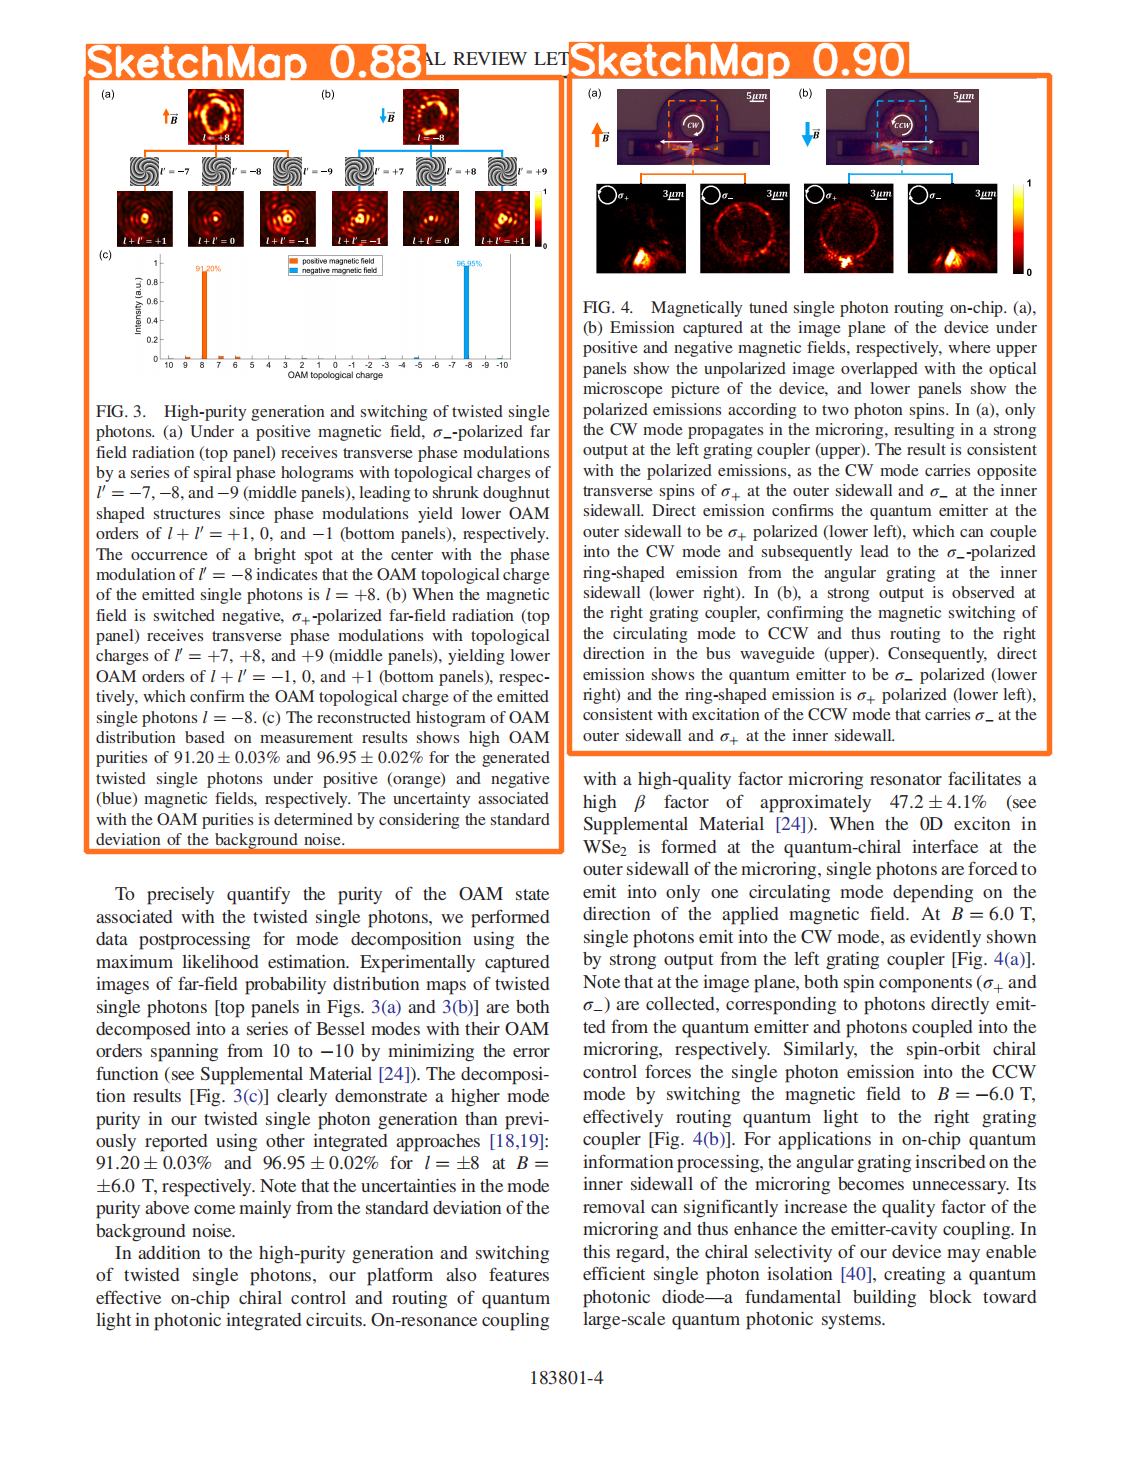 SketchMap 0.88
AL REVIEW LET
SketchMap 0.90
(a)
(b)
B
B
l = +8
l = −8
l′ = −7
l′ = −8
l′ = −9
l′ = +7
l′ = +8
l′ = +9
l + l′ = +1
l + l′ = 0
l + l′ = −1
l + l′ = −1
l + l′ = 0
l + l′ = +1
1
0
(c)
positive magnetic field
negative magnetic field
91.20%
96.95%
Intensity (a.u.)
1
0.8
0.6
0.4
0.2
0
10 9 8 7 6 5 4 3 2 1 0 -1 -2 -3 -4 -5 -6 -7 -8 -9 -10
OAM topological charge
FIG. 3. High-purity generation and switching of twisted single
photons. (a) Under a positive magnetic field, σ−-polarized far
field radiation (top panel) receives transverse phase modulations
by a series of spiral phase holograms with topological charges of
l′ = −7, −8, and −9 (middle panels), leading to shrunk doughnut
shaped structures since phase modulations yield lower OAM
orders of l + l′ = +1, 0, and −1 (bottom panels), respectively.
The occurrence of a bright spot at the center with the phase
modulation of l′ = −8 indicates that the OAM topological charge
of the emitted single photons is l = +8. (b) When the magnetic
field is switched negative, σ+-polarized far-field radiation (top
panel) receives transverse phase modulations with topological
charges of l′ = +7, +8, and +9 (middle panels), yielding lower
OAM orders of l + l′ = −1, 0, and +1 (bottom panels), respec-
tively, which confirm the OAM topological charge of the emitted
single photons l = −8. (c) The reconstructed histogram of OAM
distribution based on measurement results shows high OAM
purities of 91.20 ± 0.03% and 96.95 ± 0.02% for the generated
twisted single photons under positive (orange) and negative
(blue) magnetic fields, respectively. The uncertainty associated
with the OAM purities is determined by considering the standard
deviation of the background noise.
To precisely quantify the purity of the OAM state
associated with the twisted single photons, we performed
data postprocessing for mode decomposition using the
maximum likelihood estimation. Experimentally captured
images of far-field probability distribution maps of twisted
single photons [top panels in Figs. 3(a) and 3(b)] are both
decomposed into a series of Bessel modes with their OAM
orders spanning from 10 to −10 by minimizing the error
function (see Supplemental Material [24]). The decomposi-
tion results [Fig. 3(c)] clearly demonstrate a higher mode
purity in our twisted single photon generation than previ-
ously reported using other integrated approaches [18,19]:
91.20 ± 0.03% and 96.95 ± 0.02% for l = ±8 at B =
±6.0 T, respectively. Note that the uncertainties in the mode
purity above come mainly from the standard deviation of the
background noise.
In addition to the high-purity generation and switching
of twisted single photons, our platform also features
effective on-chip chiral control and routing of quantum
light in photonic integrated circuits. On-resonance coupling
(a)
(b)
B
B
CW
CCW
5μm
5μm
σ+ 3μm
σ− 3μm
σ+ 3μm
σ− 3μm
1
0
FIG. 4. Magnetically tuned single photon routing on-chip. (a),
(b) Emission captured at the image plane of the device under
positive and negative magnetic fields, respectively, where upper
panels show the unpolarized image overlapped with the optical
microscope picture of the device, and lower panels show the
polarized emissions according to two photon spins. In (a), only
the CW mode propagates in the microring, resulting in a strong
output at the left grating coupler (upper). The result is consistent
with the polarized emissions, as the CW mode carries opposite
transverse spins of σ+ at the outer sidewall and σ− at the inner
sidewall. Direct emission confirms the quantum emitter at the
outer sidewall to be σ+ polarized (lower left), which can couple
into the CW mode and subsequently lead to the σ−-polarized
ring-shaped emission from the angular grating at the inner
sidewall (lower right). In (b), a strong output is observed at
the right grating coupler, confirming the magnetic switching of
the circulating mode to CCW and thus routing to the right
direction in the bus waveguide (upper). Consequently, direct
emission shows the quantum emitter to be σ− polarized (lower
right) and the ring-shaped emission is σ+ polarized (lower left),
consistent with excitation of the CCW mode that carries σ− at the
outer sidewall and σ+ at the inner sidewall.
with a high-quality factor microring resonator facilitates a
high β factor of approximately 47.2 ± 4.1% (see
Supplemental Material [24]). When the 0D exciton in
WSe2 is formed at the quantum-chiral interface at the
outer sidewall of the microring, single photons are forced to
emit into only one circulating mode depending on the
direction of the applied magnetic field. At B = 6.0 T,
single photons emit into the CW mode, as evidently shown
by strong output from the left grating coupler [Fig. 4(a)].
Note that at the image plane, both spin components (σ+ and
σ−) are collected, corresponding to photons directly emit-
ted from the quantum emitter and photons coupled into the
microring, respectively. Similarly, the spin-orbit chiral
control forces the single photon emission into the CCW
mode by switching the magnetic field to B = −6.0 T,
effectively routing quantum light to the right grating
coupler [Fig. 4(b)]. For applications in on-chip quantum
information processing, the angular grating inscribed on the
inner sidewall of the microring becomes unnecessary. Its
removal can significantly increase the quality factor of the
microring and thus enhance the emitter-cavity coupling. In
this regard, the chiral selectivity of our device may enable
efficient single photon isolation [40], creating a quantum
photonic diode—a fundamental building block toward
large-scale quantum photonic systems.
183801-4